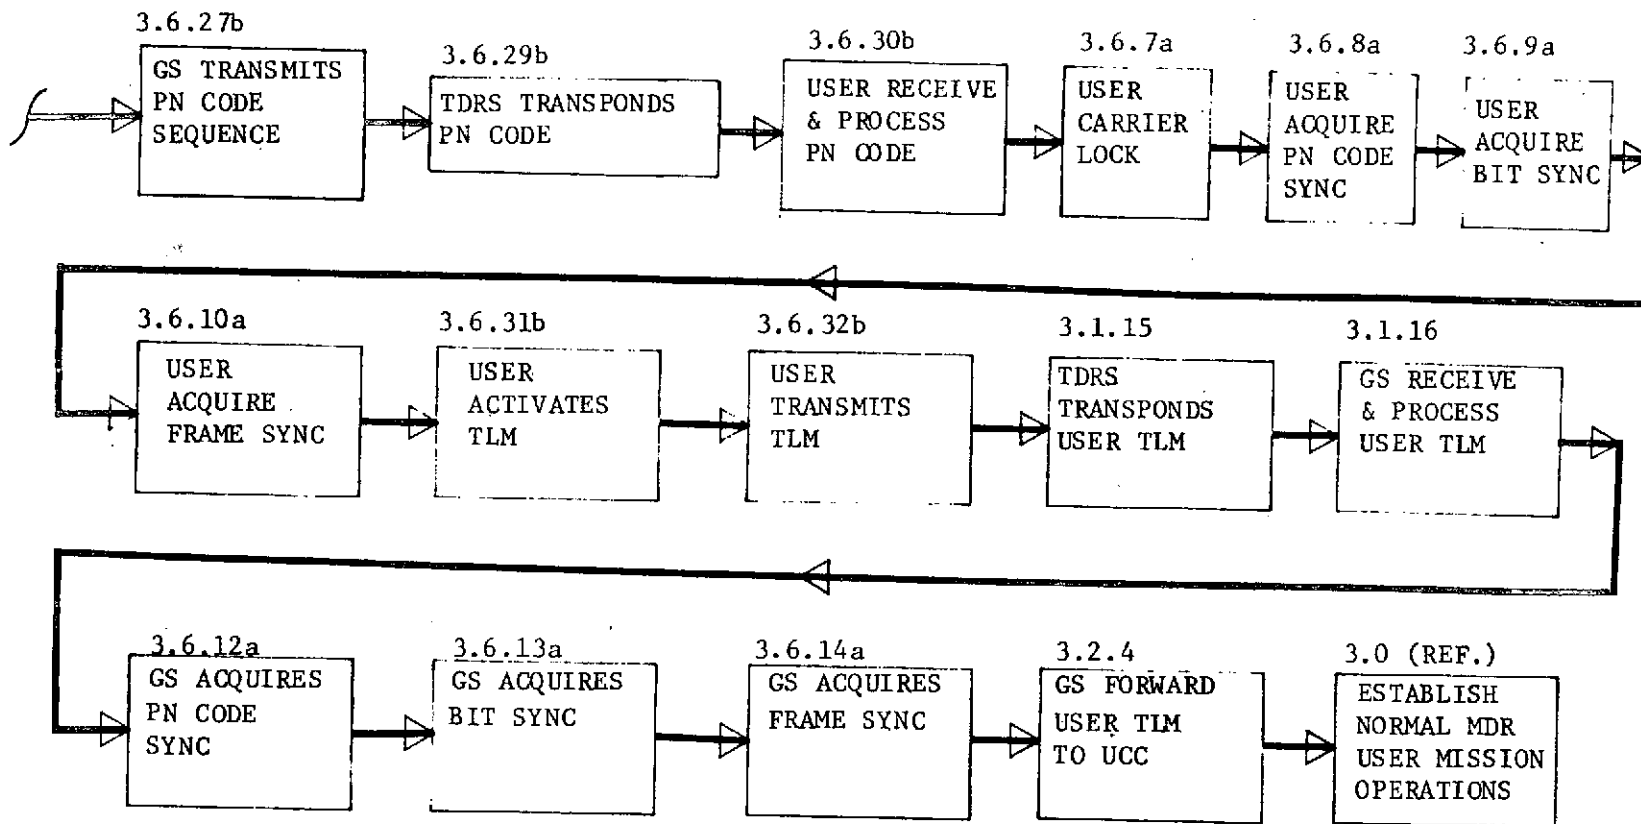 3.6.27b
GS TRANSMITS
PN CODE
SEQUENCE
3.6.29b
TDRS TRANSPONDS
PN CODE
3.6.30b
USER RECEIVE
& PROCESS
PN CODE
3.6.7a
USER
CARRIER
LOCK
3.6.8a
USER
ACQUIRE
PN CODE
SYNC
3.6.9a
USER
ACQUIRE
BIT SYNC
3.6.10a
USER
ACQUIRE
FRAME SYNC
3.6.31b
USER
ACTIVATES
TLM
3.6.32b
USER
TRANSMITS
TLM
3.1.15
TDRS
TRANSPONDS
USER TLM
3.1.16
GS RECEIVE
& PROCESS
USER TLM
3.6.12a
GS ACQUIRES
PN CODE
SYNC
3.6.13a
GS ACQUIRES
BIT SYNC
3.6.14a
GS ACQUIRES
FRAME SYNC
3.2.4
GS FORWARD
USER TLM
TO UCC
3.0 (REF.)
ESTABLISH
NORMAL MDR
USER MISSION
OPERATIONS